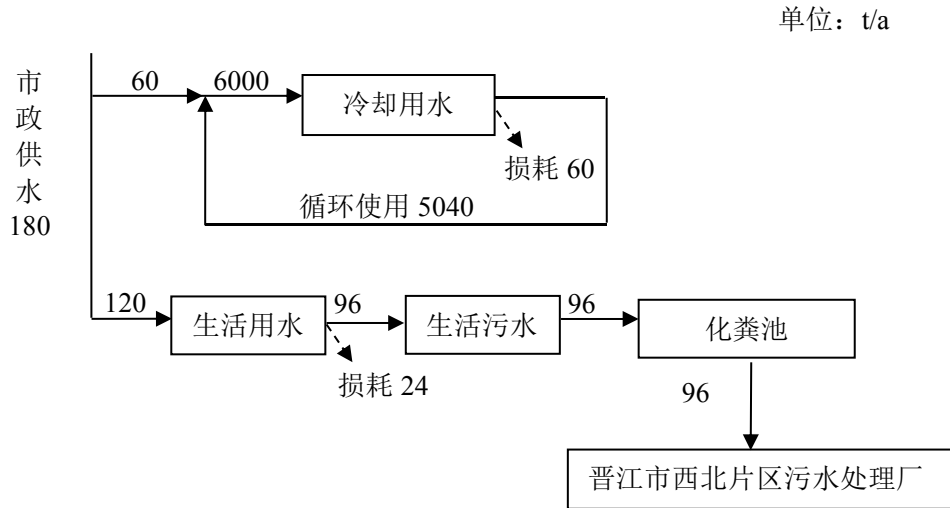 单位：t/a
市
政
供
水
180
60
6000
冷却用水
损耗 60
循环使用 5040
120
生活用水
96
生活污水
96
化粪池
损耗 24
96
晋江市西北片区污水处理厂